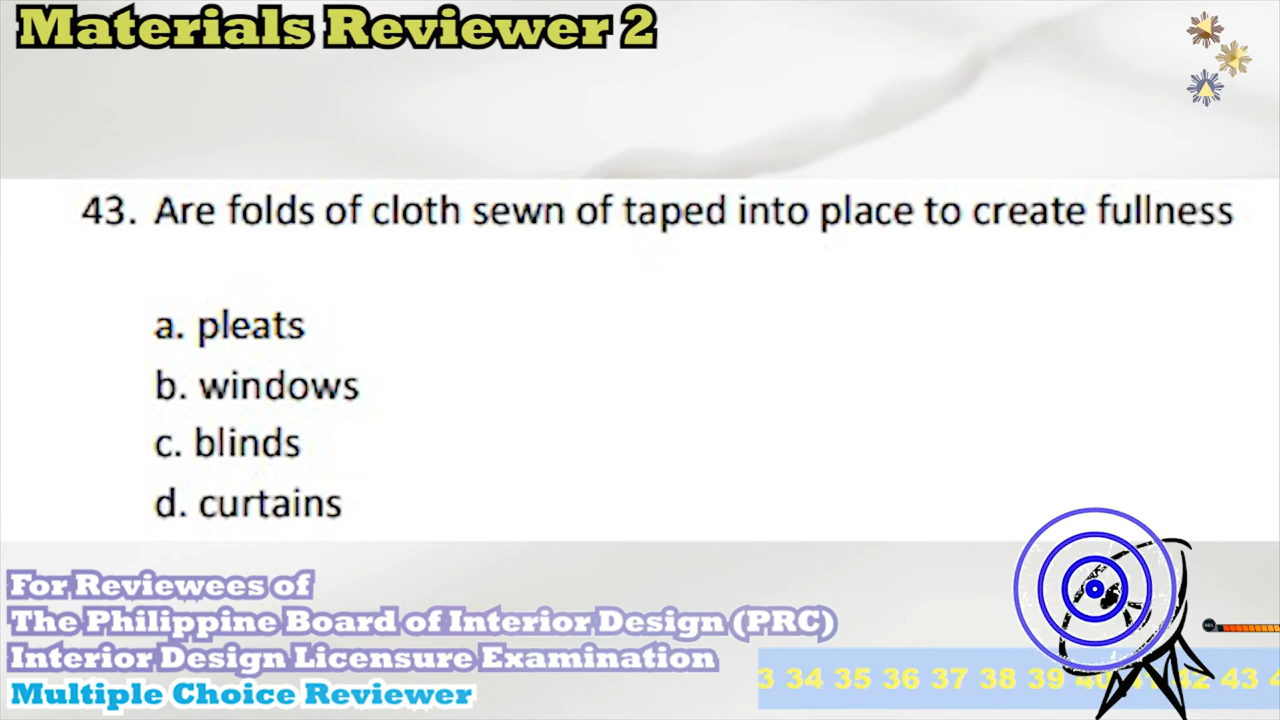 Materials Reviewer 2
43. Are folds of cloth sewn of taped into place to create fullness
a. pleats
b. windows
c. blinds
d. curtains
For Reviewees of
The Philippine Board of Interior Design (PRC)
Interior Design Licensure Examination
Multiple Choice Reviewer
34 35 36 37 38 39 40 42 43